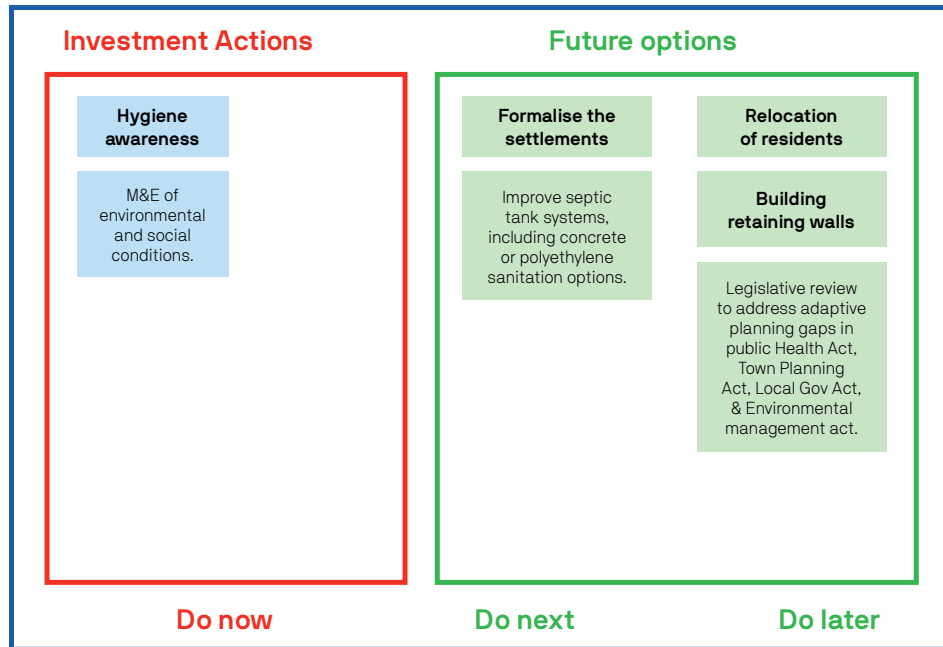 Investment Actions
Future options
Hygiene
awareness
M&E of
environmental
and social
conditions.
Formalise the
settlements
Improve septic
tank systems,
including concrete
or polyethylene
sanitation options.
Relocation
of residents
Building
retaining walls
Legislative review
to address adaptive
planning gaps in
public Health Act,
Town Planning
Act, Local Gov Act,
& Environmental
management act.
Do now
Do next
Do later